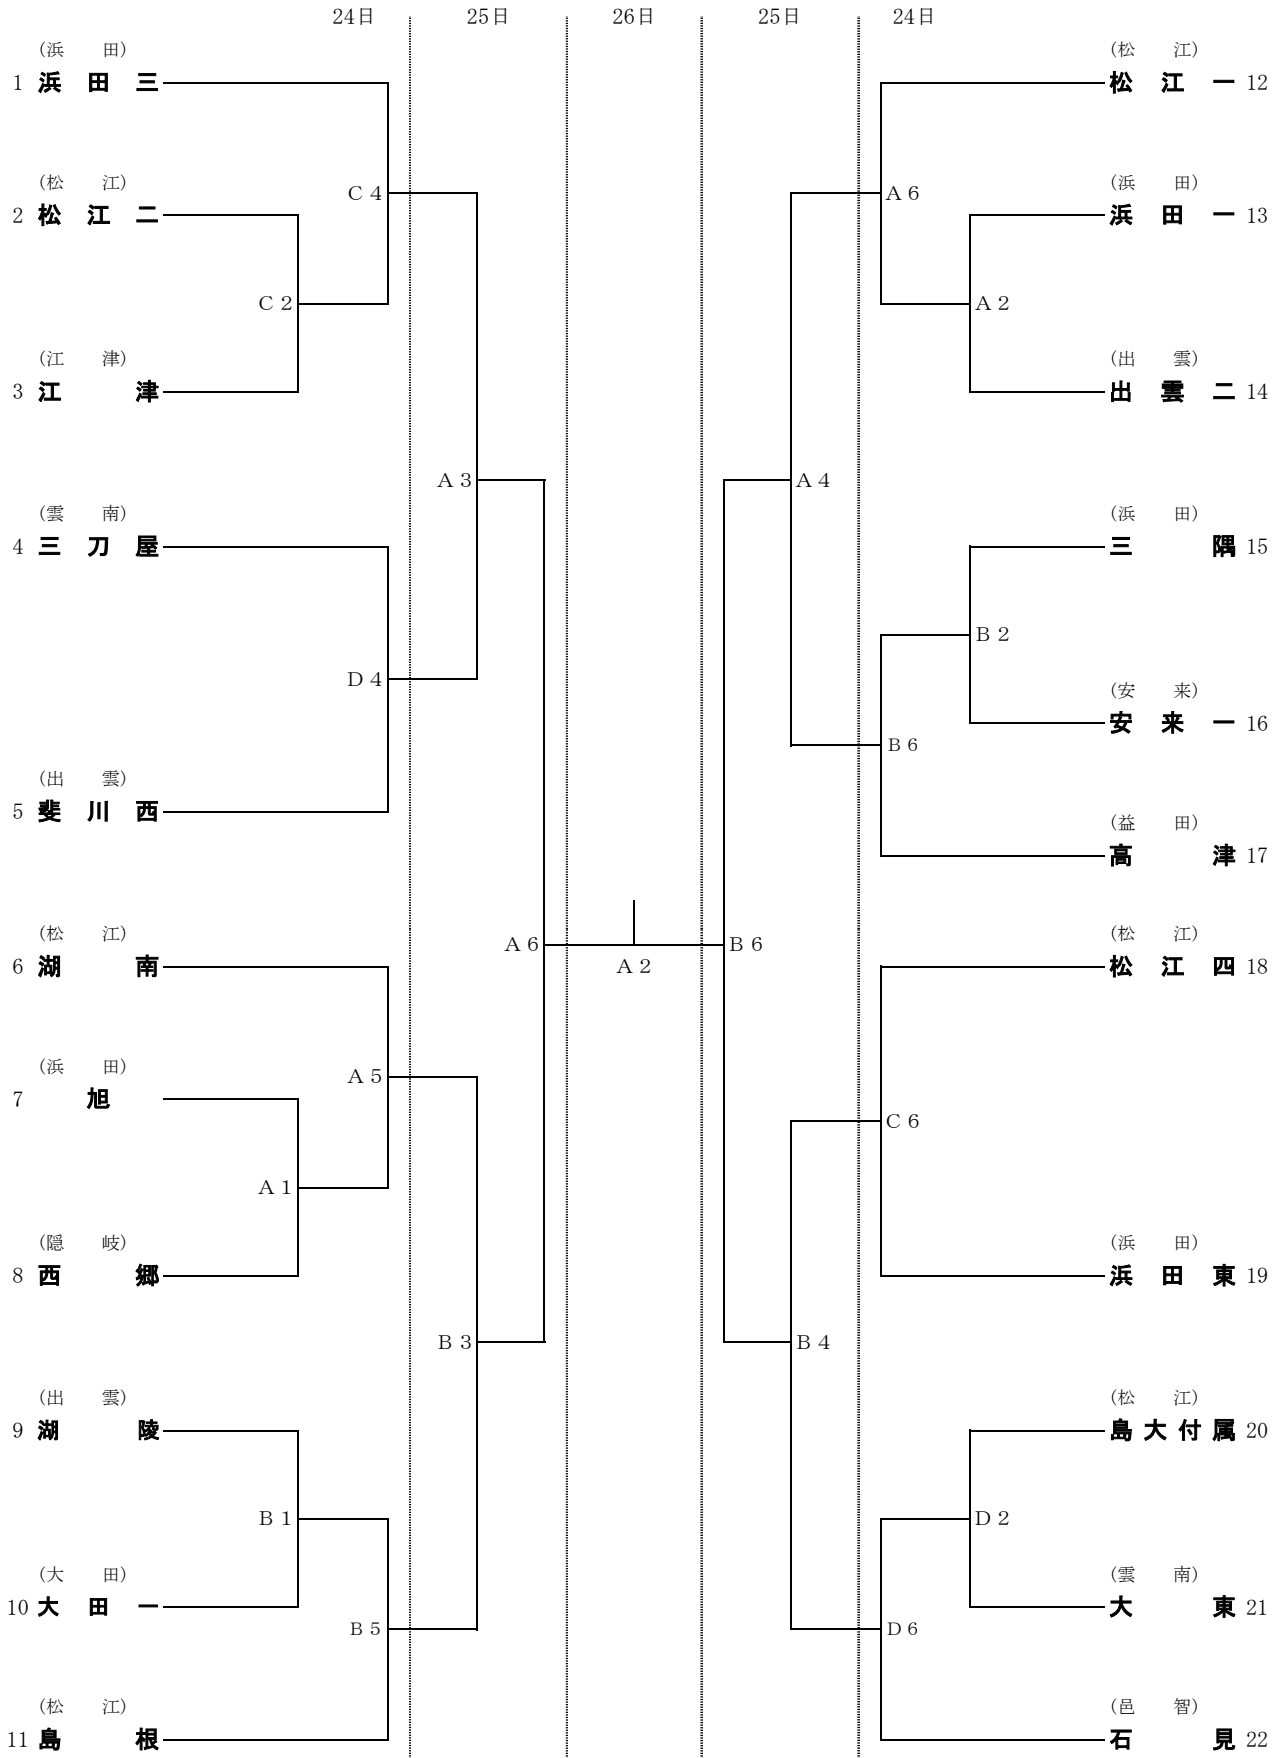 24日 25日 26日 25日 24日
(浜 田) (松 江)
1 浜 田 三 松 江 一 12
(松 江) C 4 A 6 (浜 田)
2 松 江 二 浜 田 一 13
C 2 A 2
(江 津) (出 雲)
3 江 津 出 雲 二 14
A 3 A 4
(雲 南) (浜 田)
4 三 刀 屋 三 隅 15
B 2
D 4 (安 来)
安 来 一 16
B 6
(出 雲) (益 田)
5 斐 川 西
高 津 17
(松 江) A 6 B 6 (松 江)
6 湖 南 A 2 松 江 四 18
(浜 田) A 5
7 旭 C 6
A 1
(隠 岐) (浜 田)
8 西 郷 浜 田 東 19
B 3 B 4
(出 雲) (松 江)
9 湖 陵 島 大 付 属 20
B 1 D 2
(大 田) (雲 南)
10 大 田 一 大 東 21
B 5 D 6
(松 江) (邑 智)
11 島 根 石 見 22